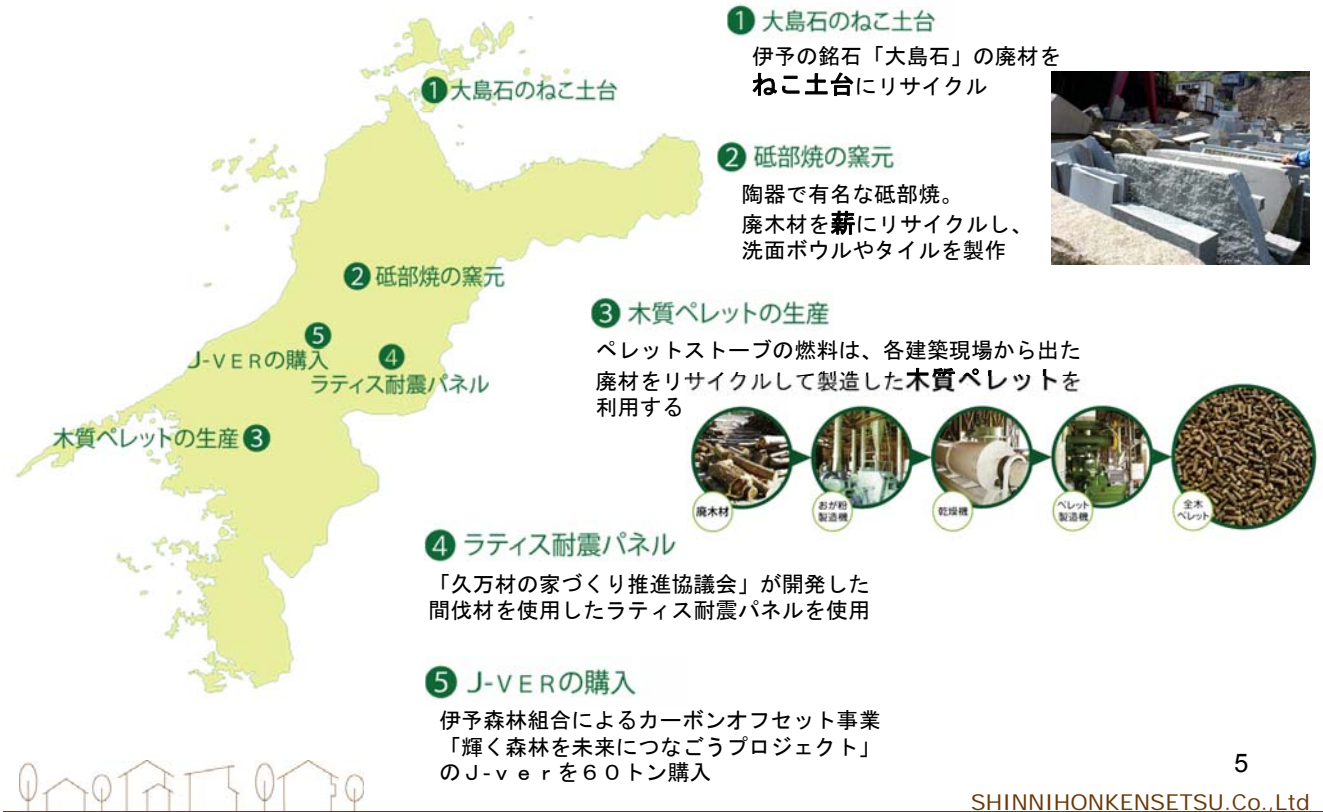 ❶大島石のねこ土台
❷砥部焼の窯元
❺
J-VERの購入
❹
ラティス耐震パネル
木質ペレットの生産❸
❶ 大島石のねこ土台
伊予の銘石「大島石」の廃材を
ねこ土台にリサイクル
❷ 砥部焼の窯元
陶器で有名な砥部焼。
廃木材を薪にリサイクルし、
洗面ボウルやタイルを製作
❸ 木質ペレットの生産
ペレットストーブの燃料は、各建築現場から出た
廃材をリサイクルして製造した木質ペレットを
利用する
廃木材
おが粉
製造機
乾燥機
ペレット
製造機
全木
ペレット
❹ ラティス耐震パネル
「久万材の家づくり推進協議会」が開発した
間伐材を使用したラティス耐震パネルを使用
❺ J-VERの購入
伊予森林組合によるカーボンオフセット事業
「輝く森林を未来につなごうプロジェクト」
のJ-verを60トン購入
5
SHINNIHONKENSETSU.Co.,Ltd